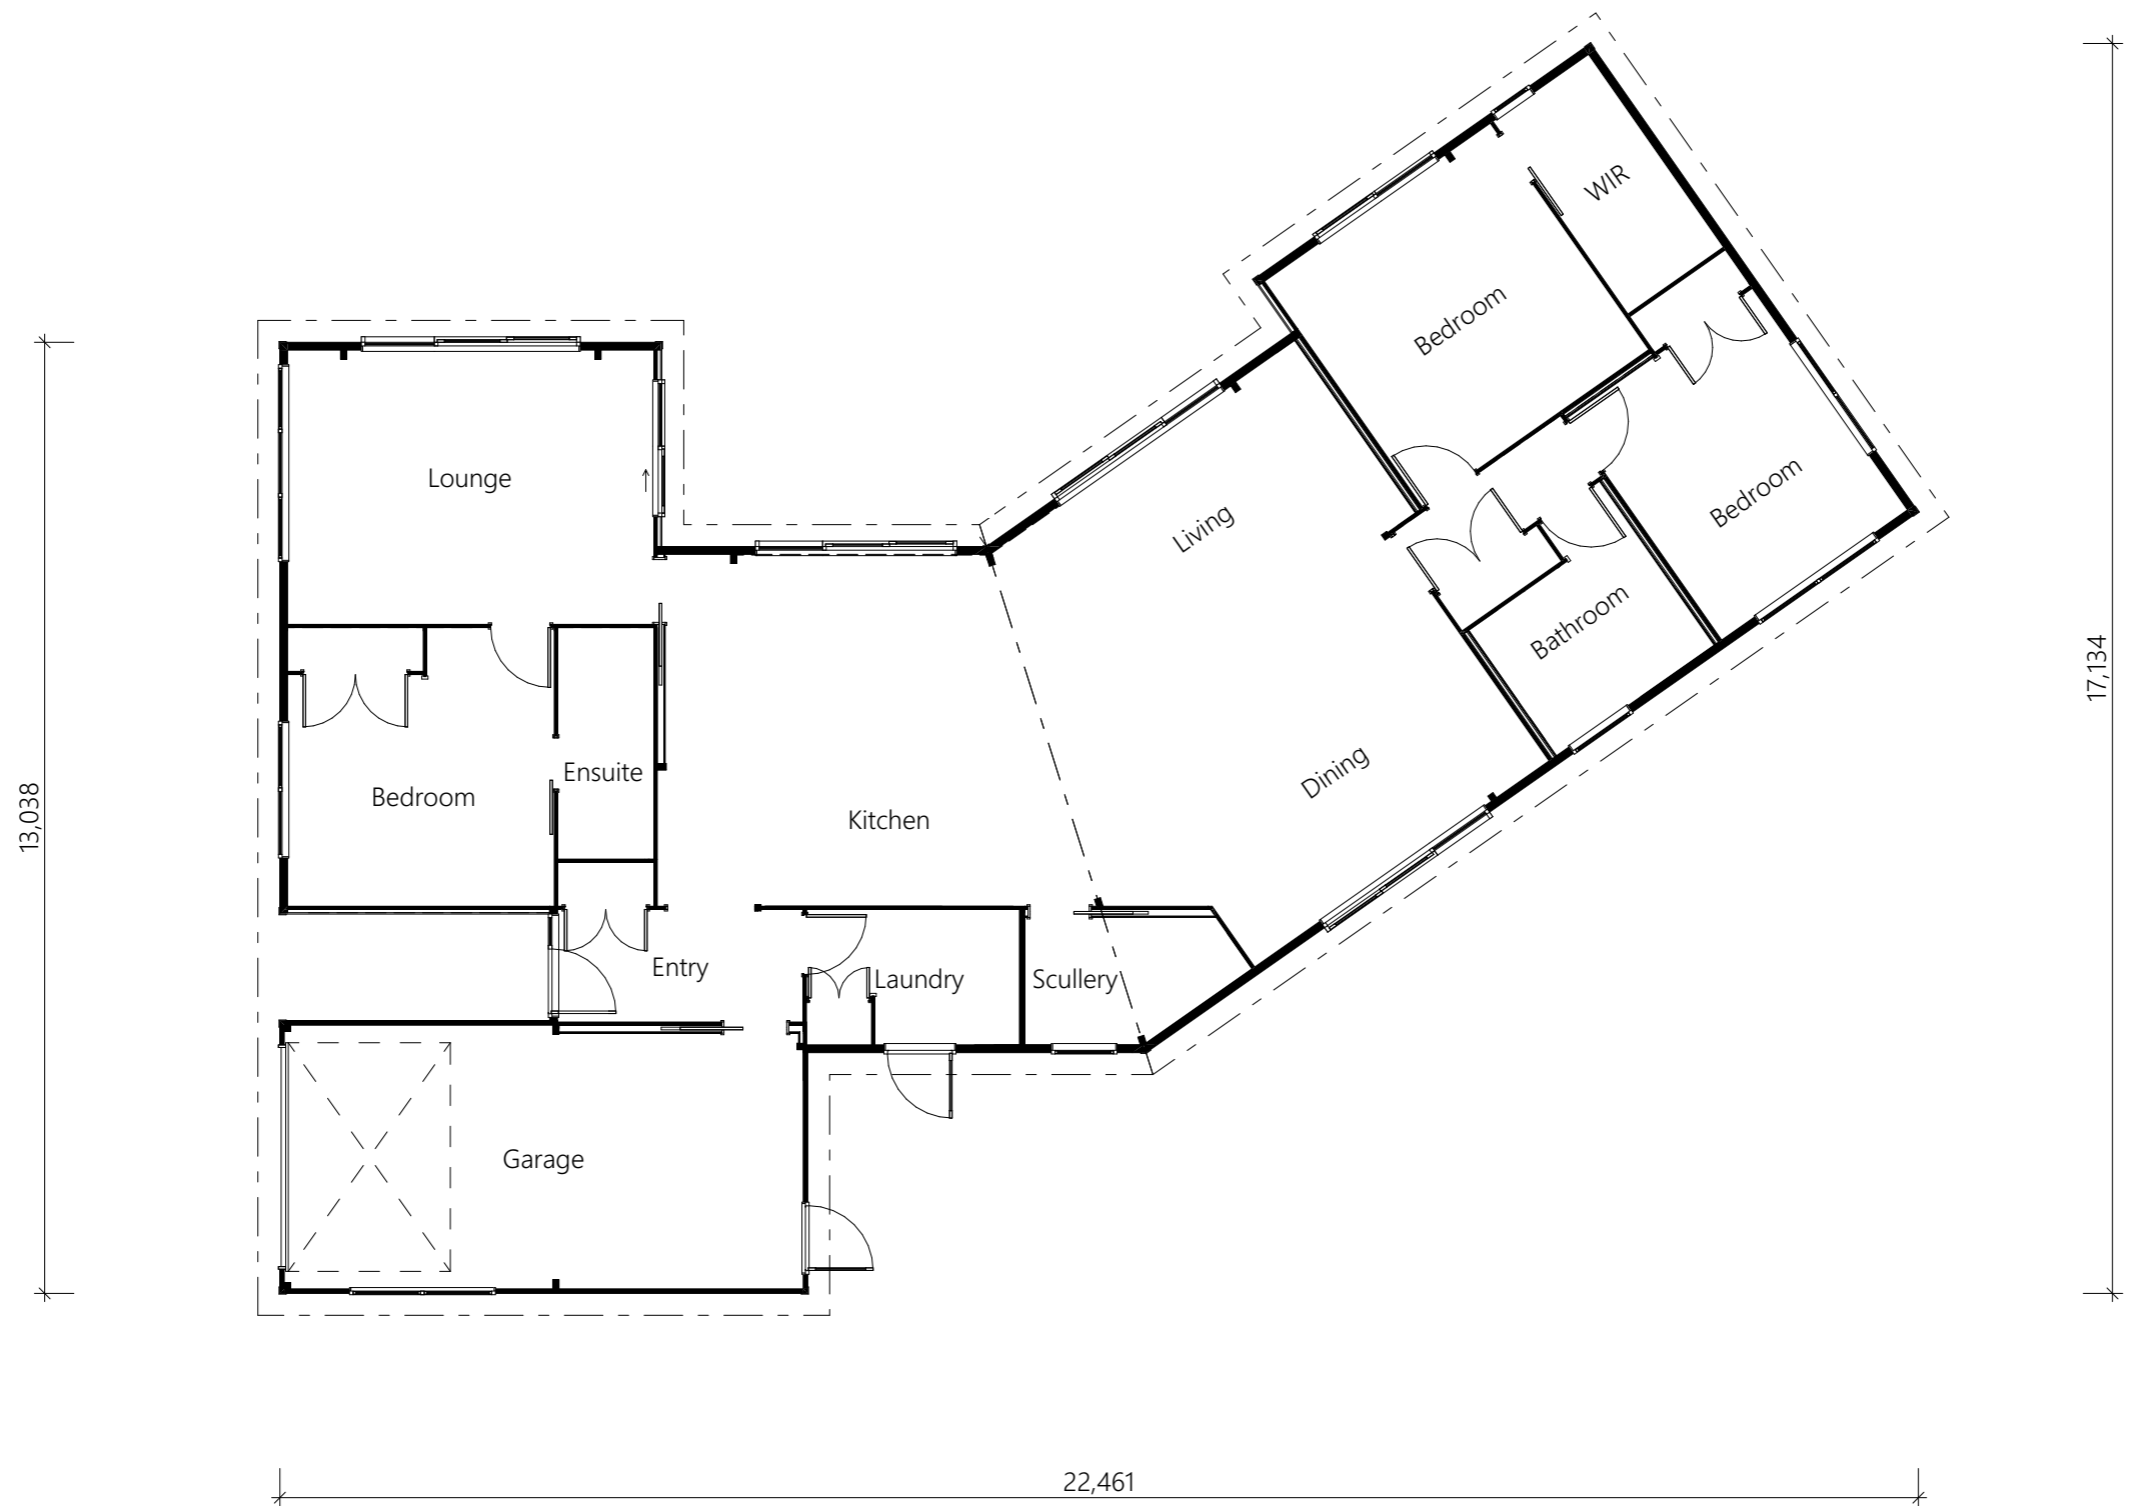 WIR
Bedroom
Lounge
Living
Bedroom
Bathroom
17,134
Ensuite
Bedroom
Dining
13,038
Kitchen
Entry
Laundry
Scullery
Garage
22,461